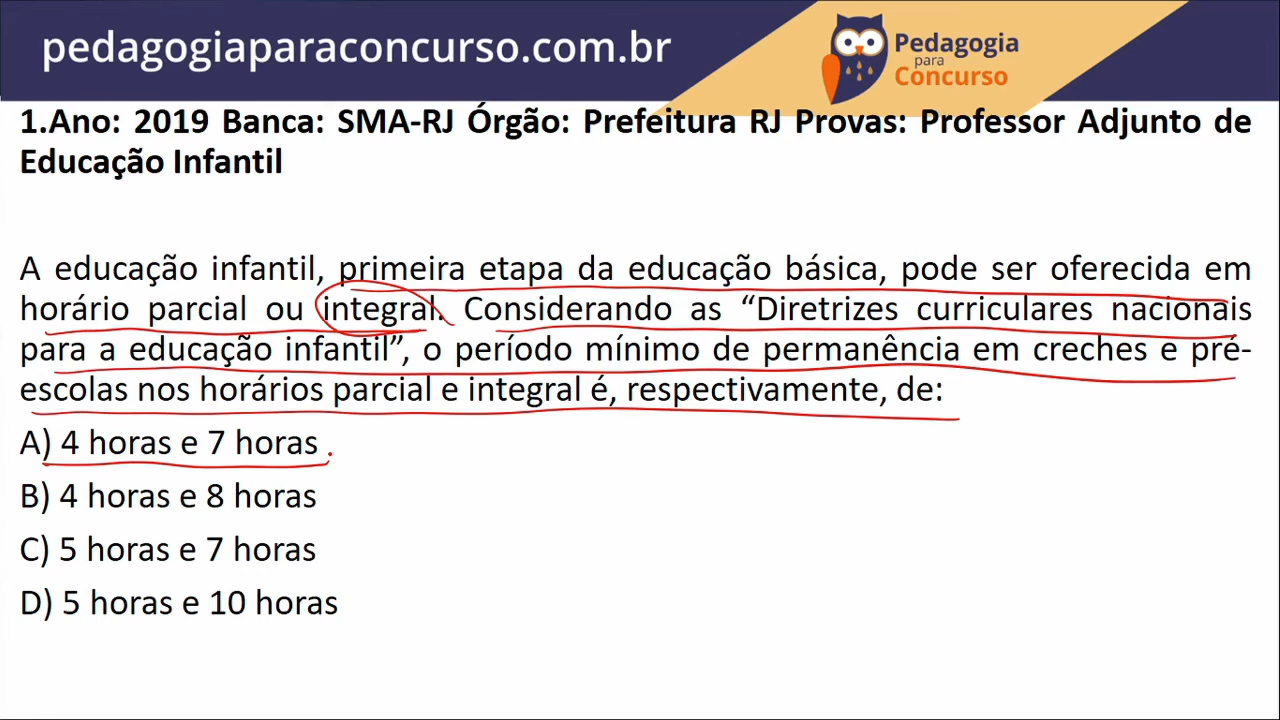 pedagogiaparaconcurso.com.br
Pedagogia
para
Concurso
1.Ano: 2019 Banca: SMA-RJ Órgão: Prefeitura RJ Provas: Professor Adjunto de
Educação Infantil
A educação infantil, primeira etapa da educação básica, pode ser oferecida em
horário parcial ou integral. Considerando as “Diretrizes curriculares nacionais
para a educação infantil”, o período mínimo de permanência em creches e pré-
escolas nos horários parcial e integral é, respectivamente, de:
A) 4 horas e 7 horas
B) 4 horas e 8 horas
C) 5 horas e 7 horas
D) 5 horas e 10 horas